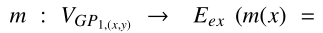 m : V_{GP_{1,(x,y)}} → E_{ex} (m(x) =